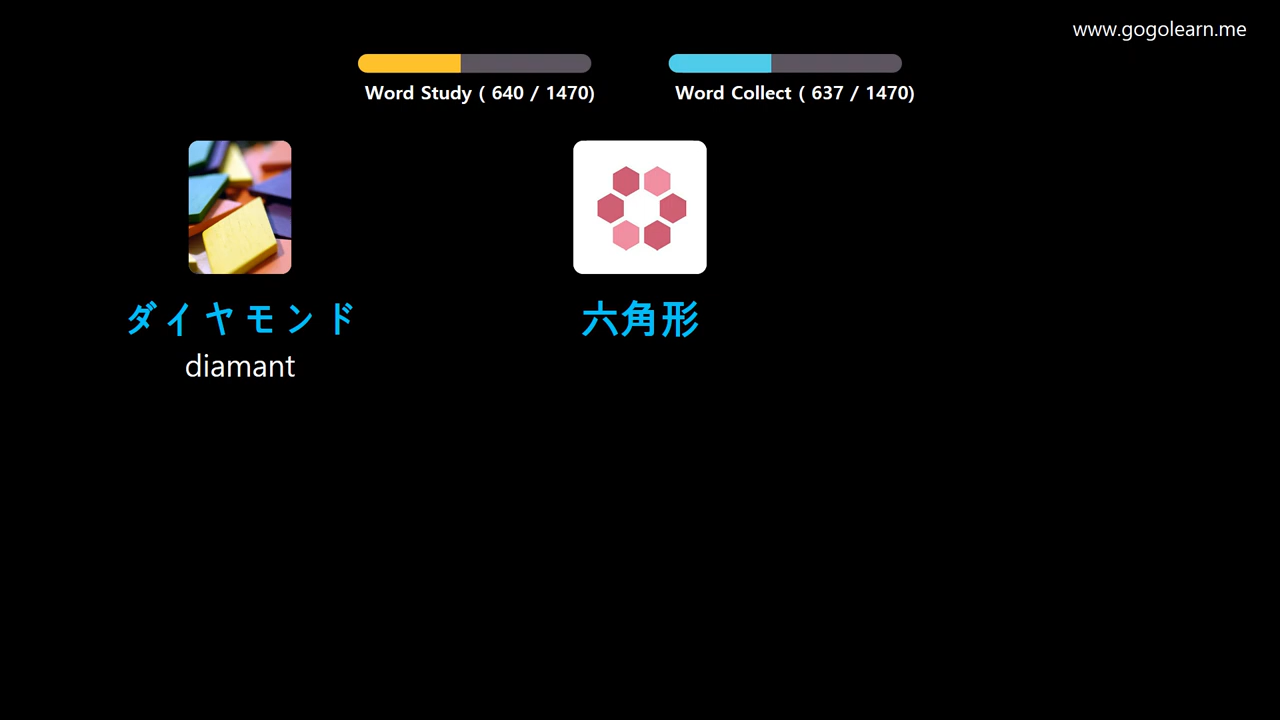 www.gogolearn.me
Word Study ( 640 / 1470)
Word Collect ( 637 / 1470)
ダイヤモンド
diamant
六角形